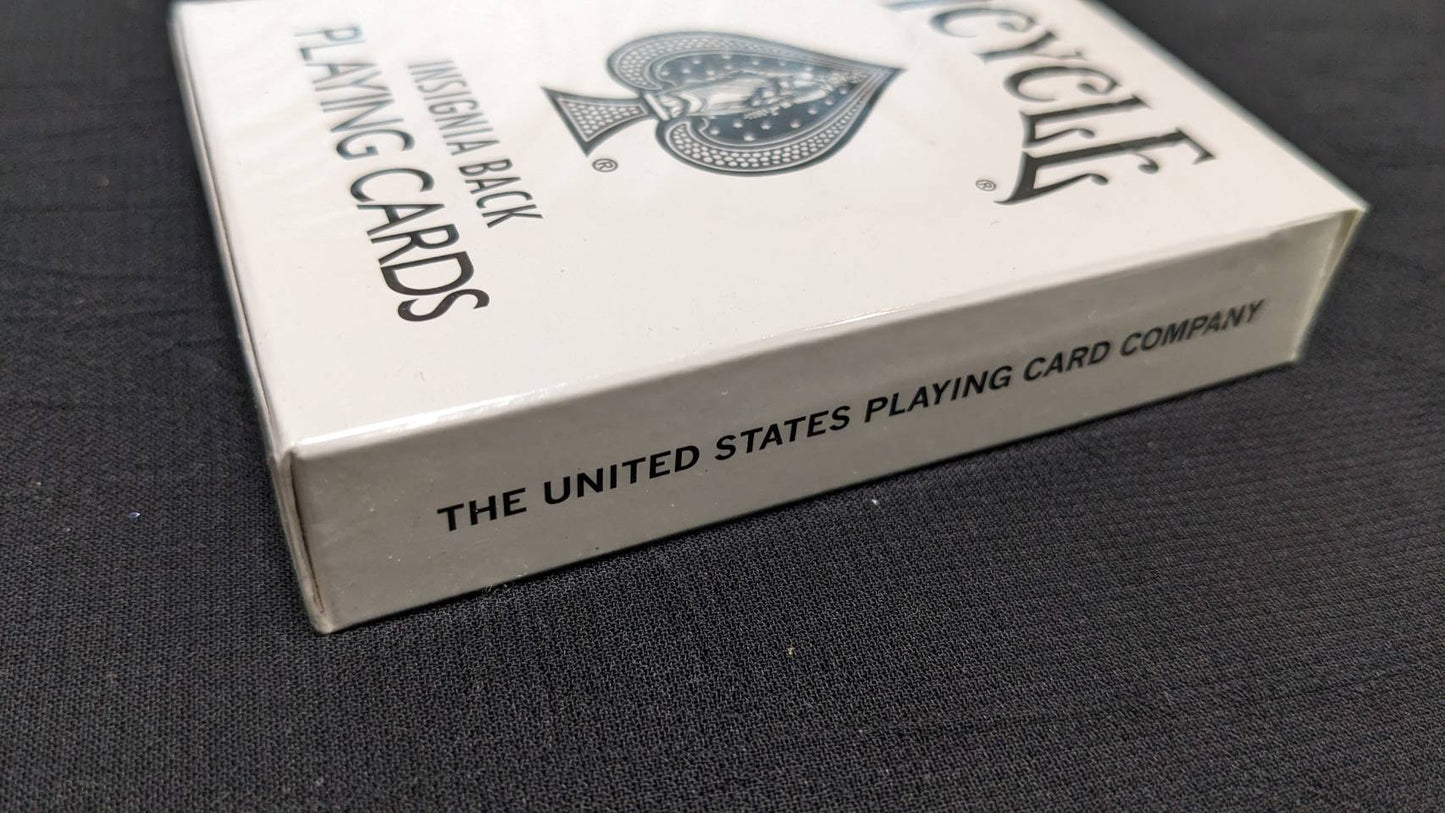 ICYCLE
®
®
INSIGNIA BACK
PLAYING CARDS
THE UNITED STATES PLAYING CARD COMPANY